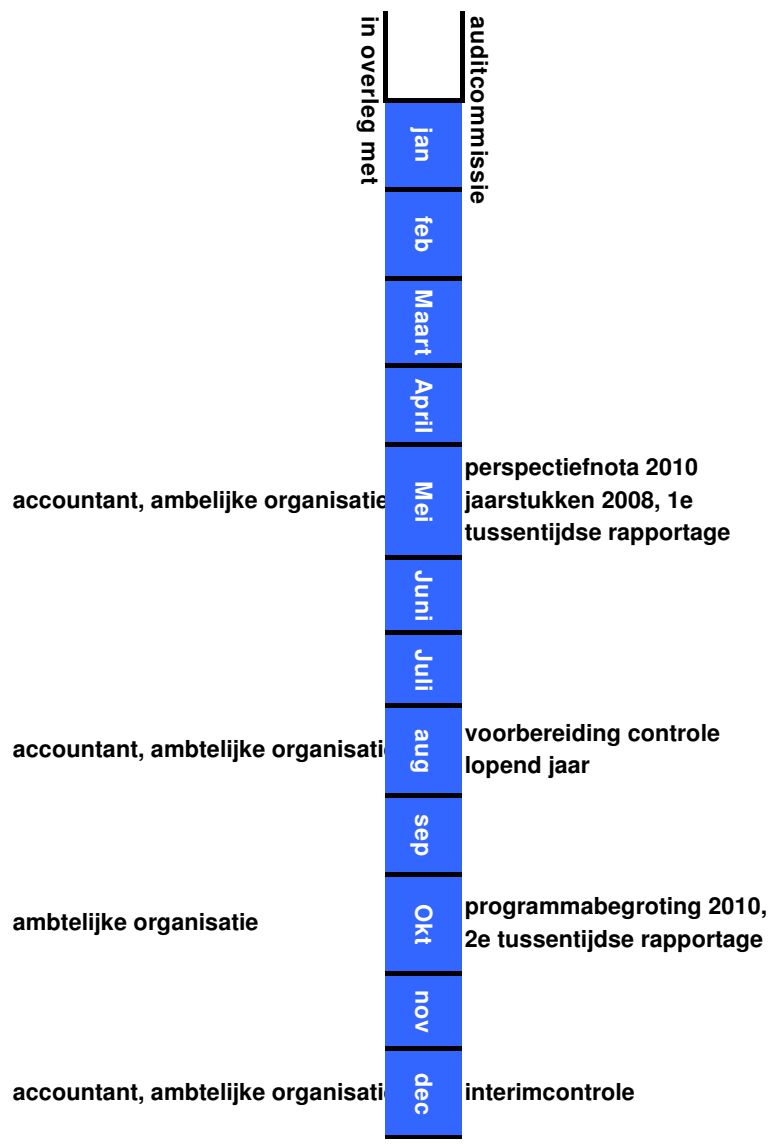 in overleg met
auditcommissie
jan
feb
Maart
April
accountant, ambelijke organisatie
Mei
perspectiefnota 2010
jaarstukken 2008, 1e
tussentijdse rapportage
Juni
Juli
accountant, ambtelijke organisati
aug
voorbereiding controle
lopend jaar
sep
ambtelijke organisatie
Okt
programmabegroting 2010,
2e tussentijdse rapportage
nov
accountant, ambtelijke organisati
dec
interimcontrole